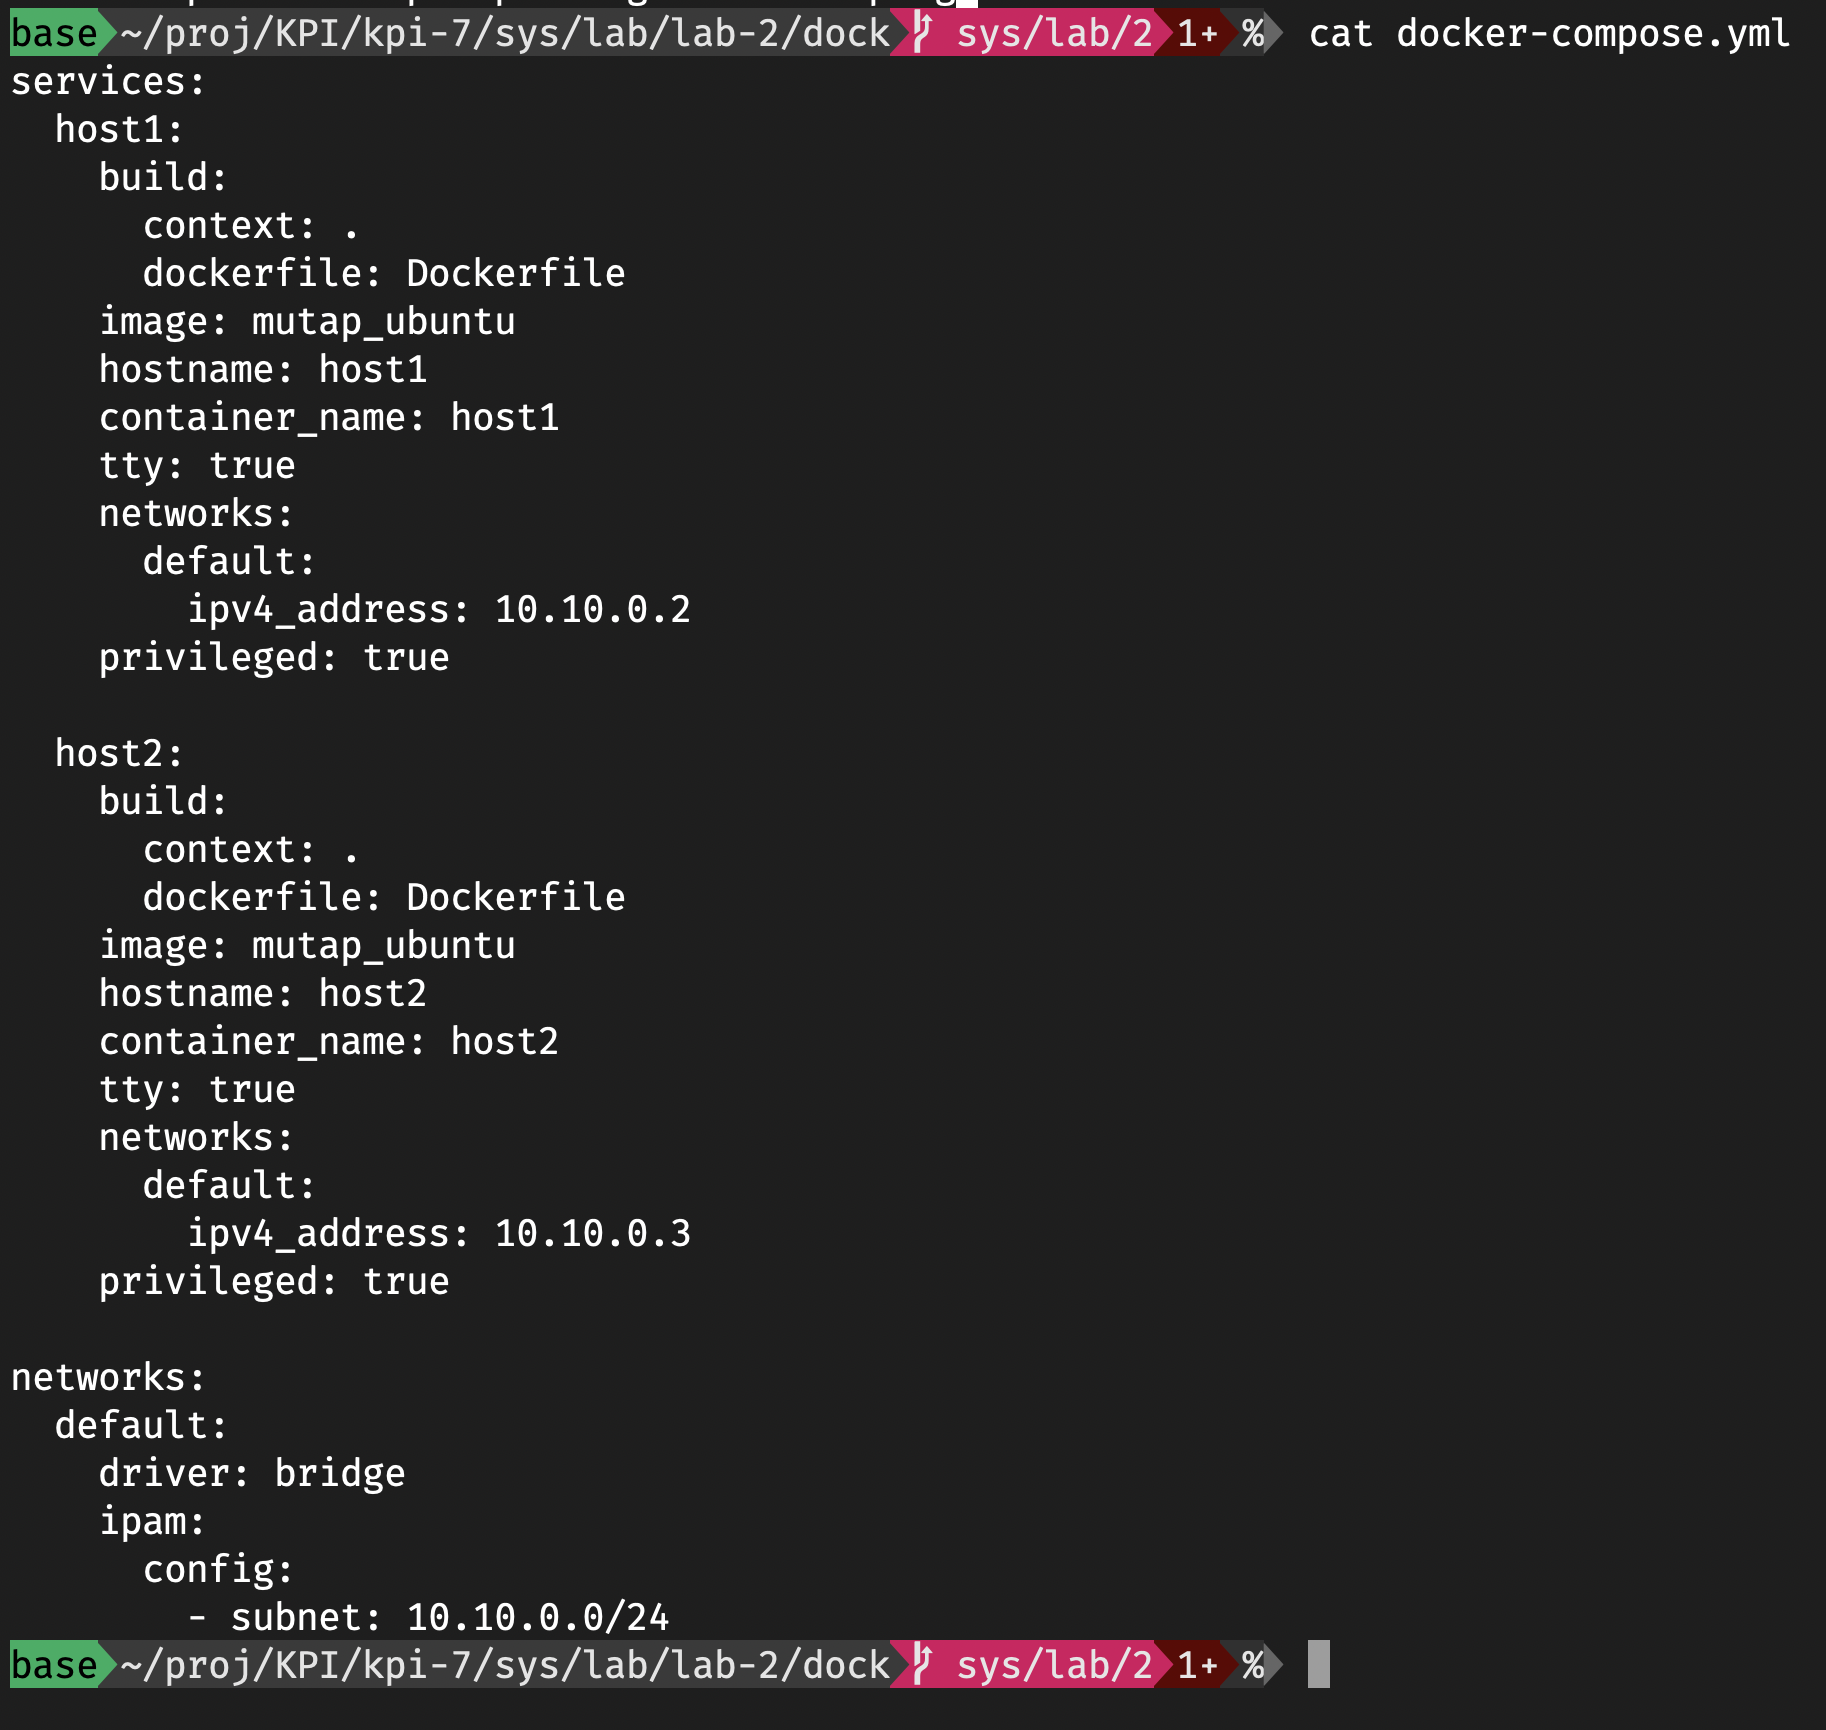 base ~/proj/KPI/kpi-7/sys/lab/lab-2/dock sys/lab/2 1+ % cat docker-compose.yml
services:
  host1:
    build:
      context: .
      dockerfile: Dockerfile
    image: mutap_ubuntu
    hostname: host1
    container_name: host1
    tty: true
    networks:
      default:
        ipv4_address: 10.10.0.2
    privileged: true

  host2:
    build:
      context: .
      dockerfile: Dockerfile
    image: mutap_ubuntu
    hostname: host2
    container_name: host2
    tty: true
    networks:
      default:
        ipv4_address: 10.10.0.3
    privileged: true

networks:
  default:
    driver: bridge
    ipam:
      config:
        - subnet: 10.10.0.0/24
base ~/proj/KPI/kpi-7/sys/lab/lab-2/dock sys/lab/2 1+ %